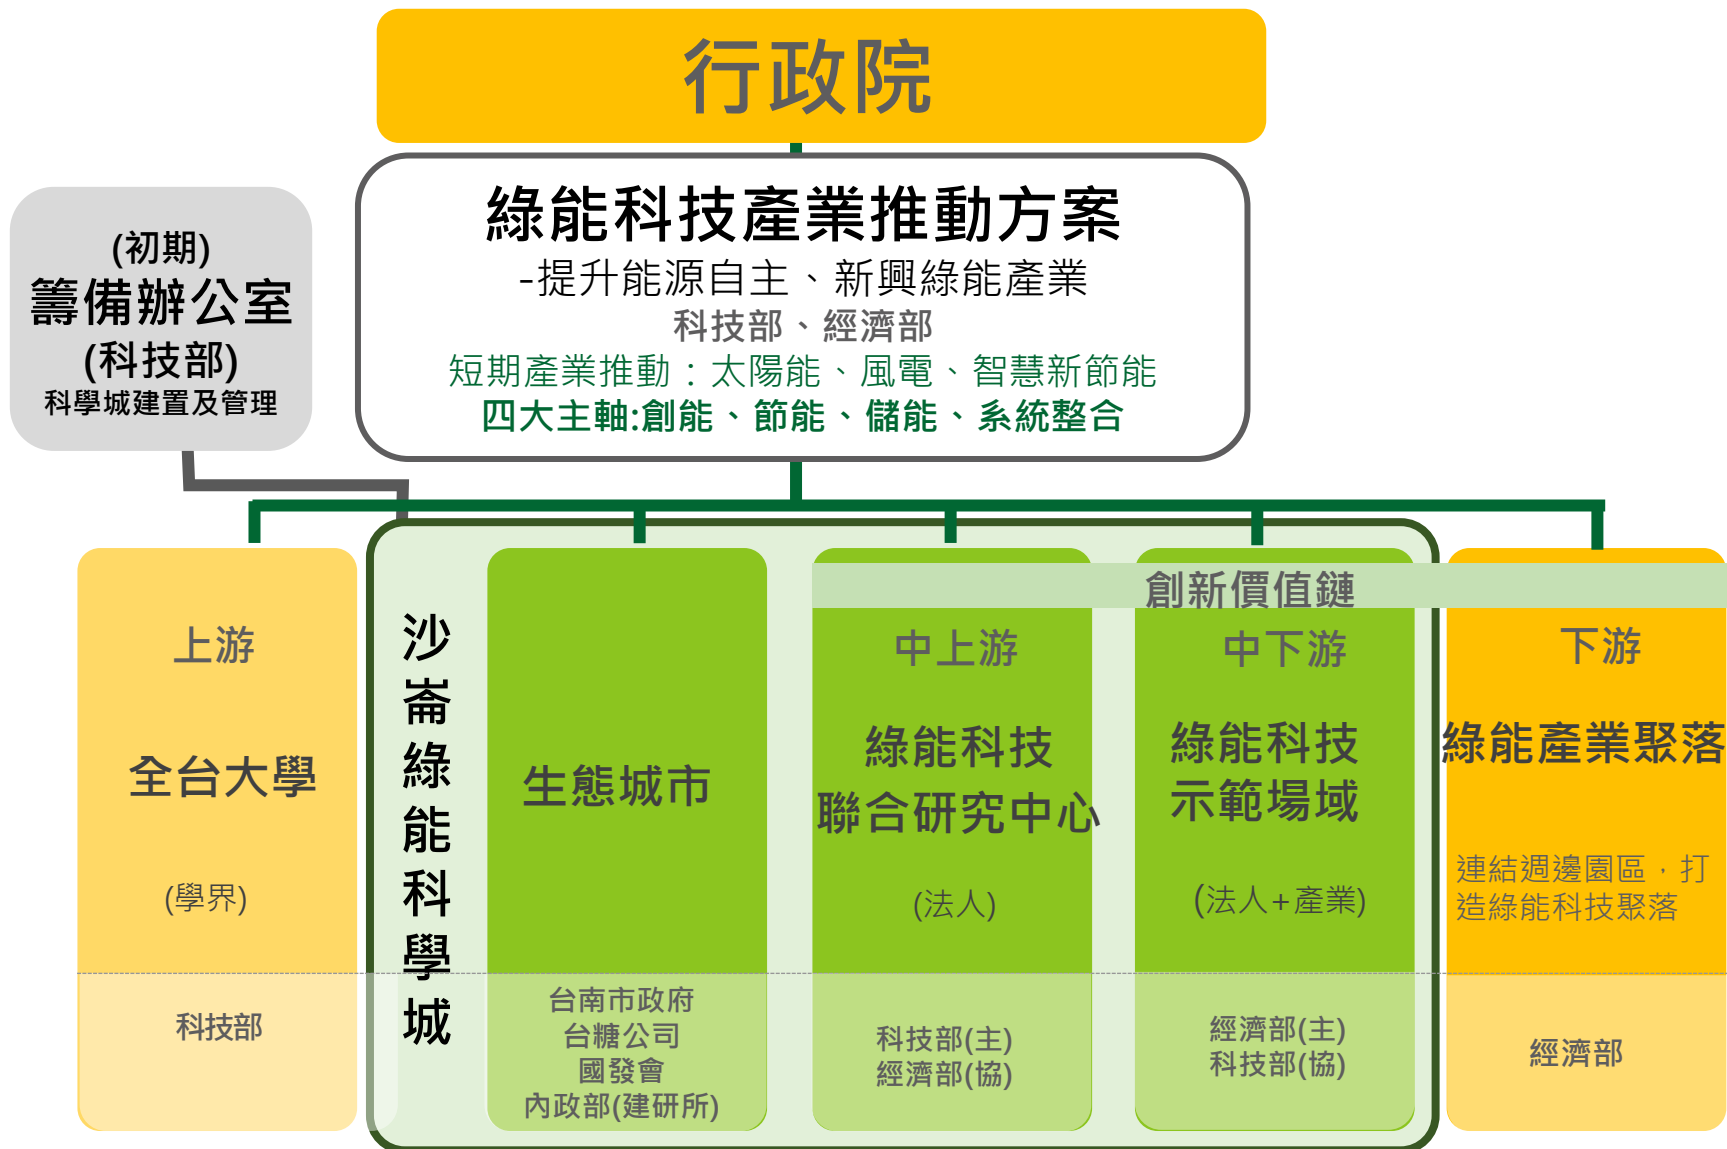 行政院
綠能科技產業推動方案
-提升能源自主、新興綠能產業
科技部、經濟部
短期產業推動：太陽能、風電、智慧新節能
四大主軸:創能、節能、儲能、系統整合
(初期)
籌備辦公室
(科技部)
科學城建置及管理
沙崙綠能科學城
創新價值鏈
上游
全台大學
(學界)
科技部
生態城市
台南市政府
台糖公司
國發會
內政部(建研所)
中上游
綠能科技
聯合研究中心
(法人)
科技部(主)
經濟部(協)
中下游
綠能科技
示範場域
(法人+產業)
經濟部(主)
科技部(協)
下游
綠能產業聚落
連結週邊園區，打
造綠能科技聚落
經濟部